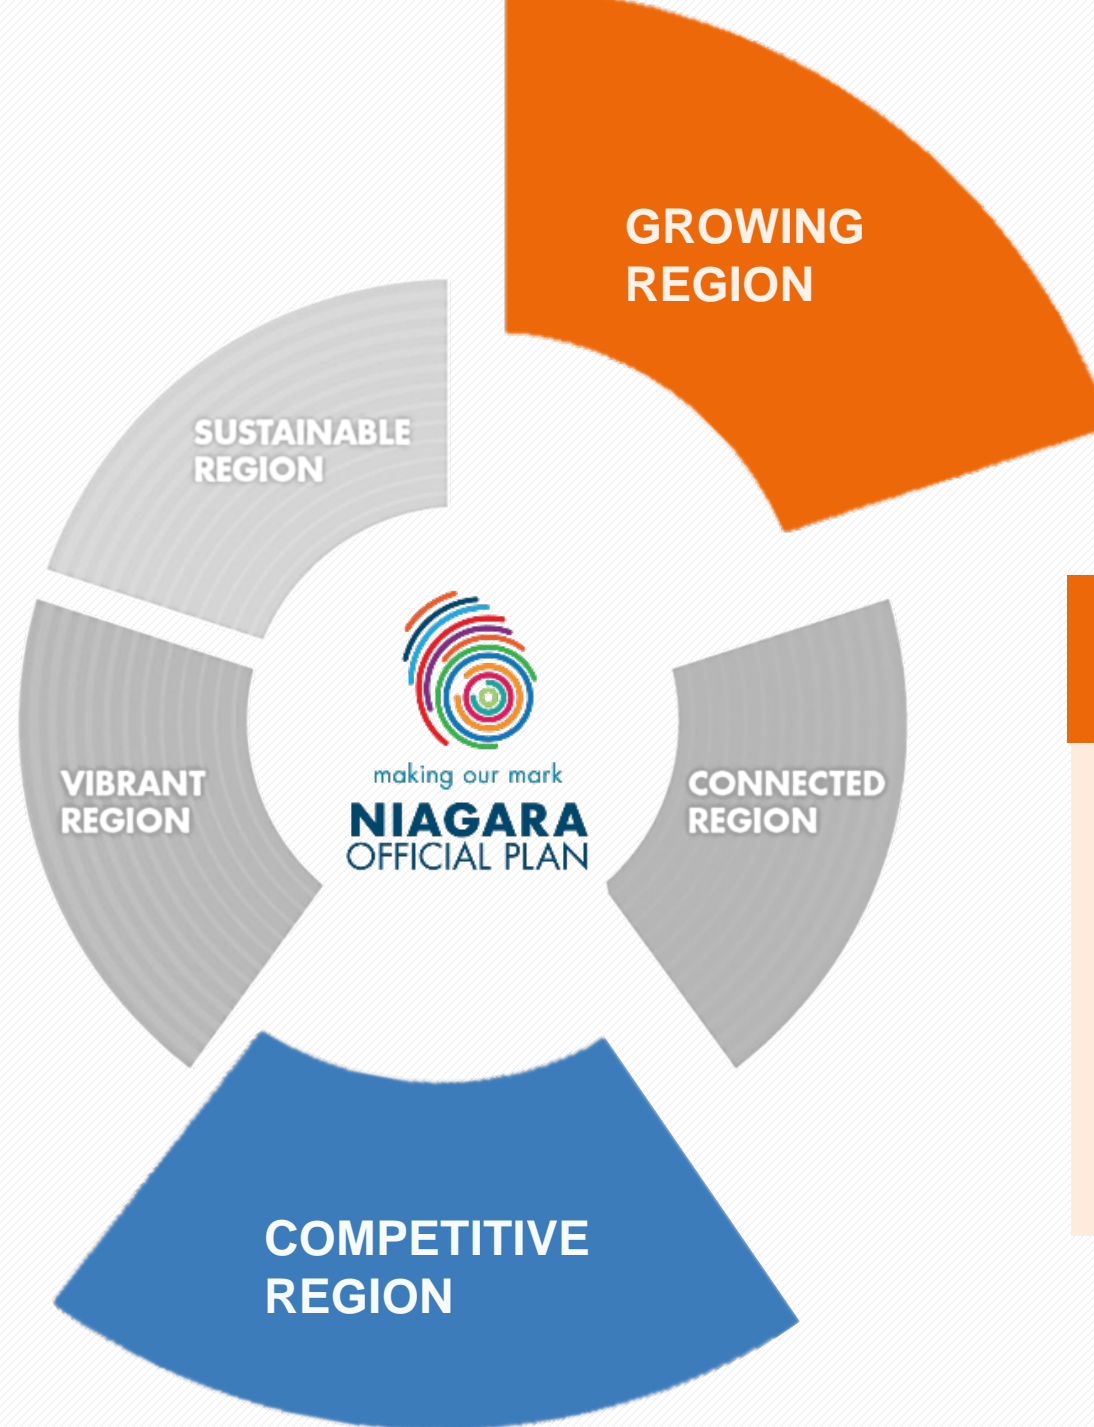 GROWING
REGION
SUSTAINABLE
REGION
making our mark
NIAGARA
OFFICIAL PLAN
VIBRANT
REGION
CONNECTED
REGION
COMPETITIVE
REGION